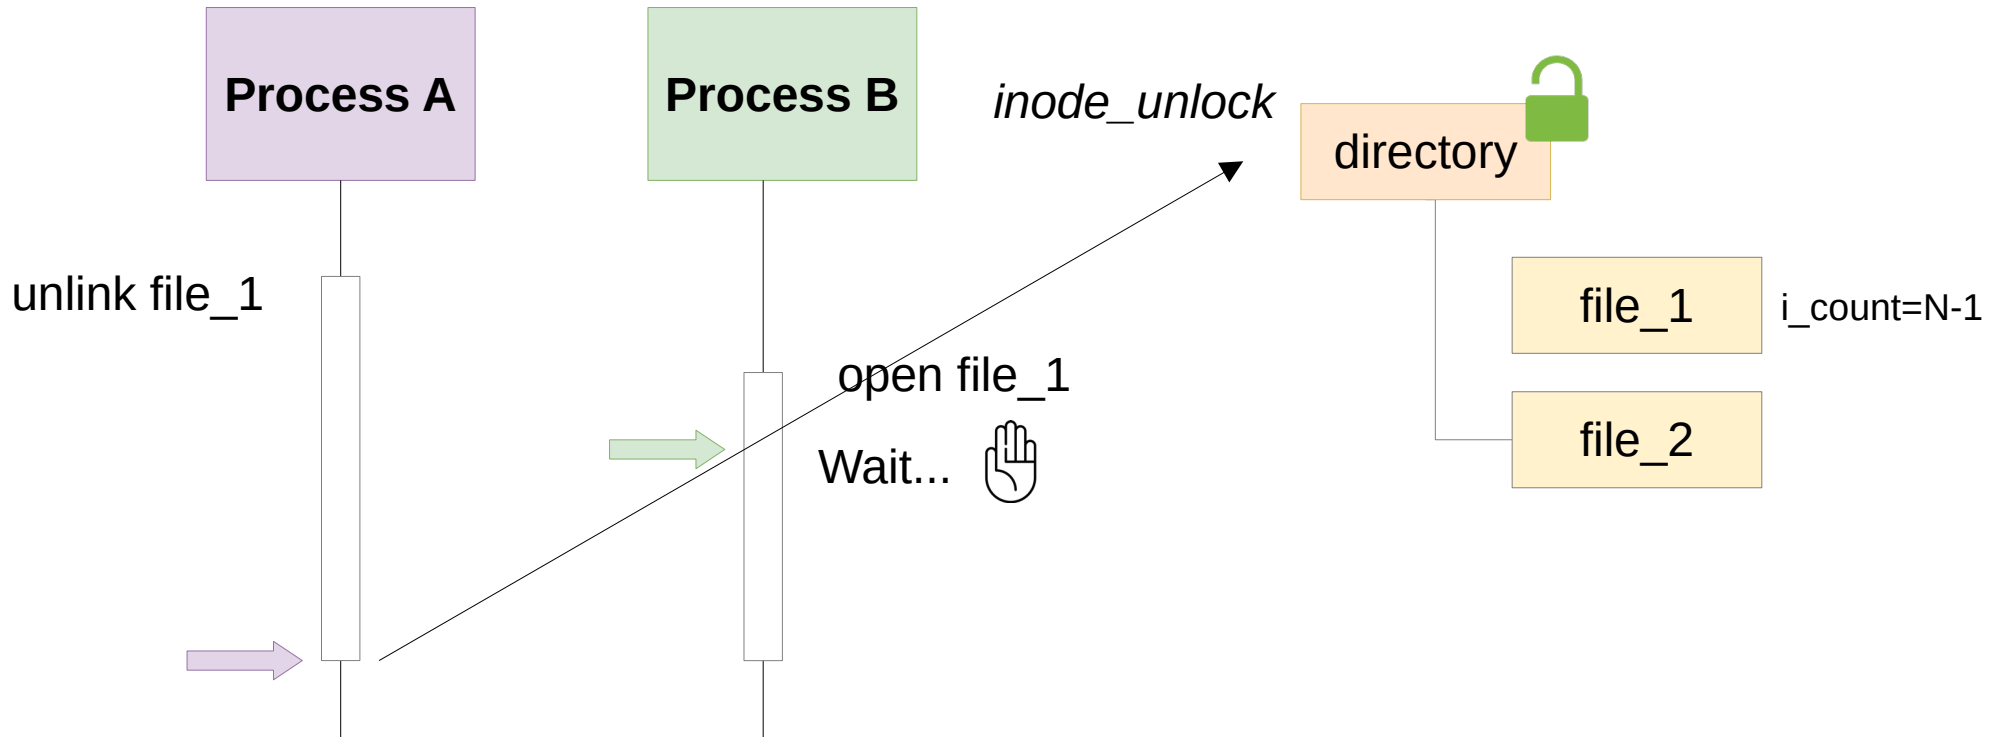 Process A
Process B
inode_unlock
directory
unlink file_1
file_1
i_count=N-1
open file_1
file_2
Wait...